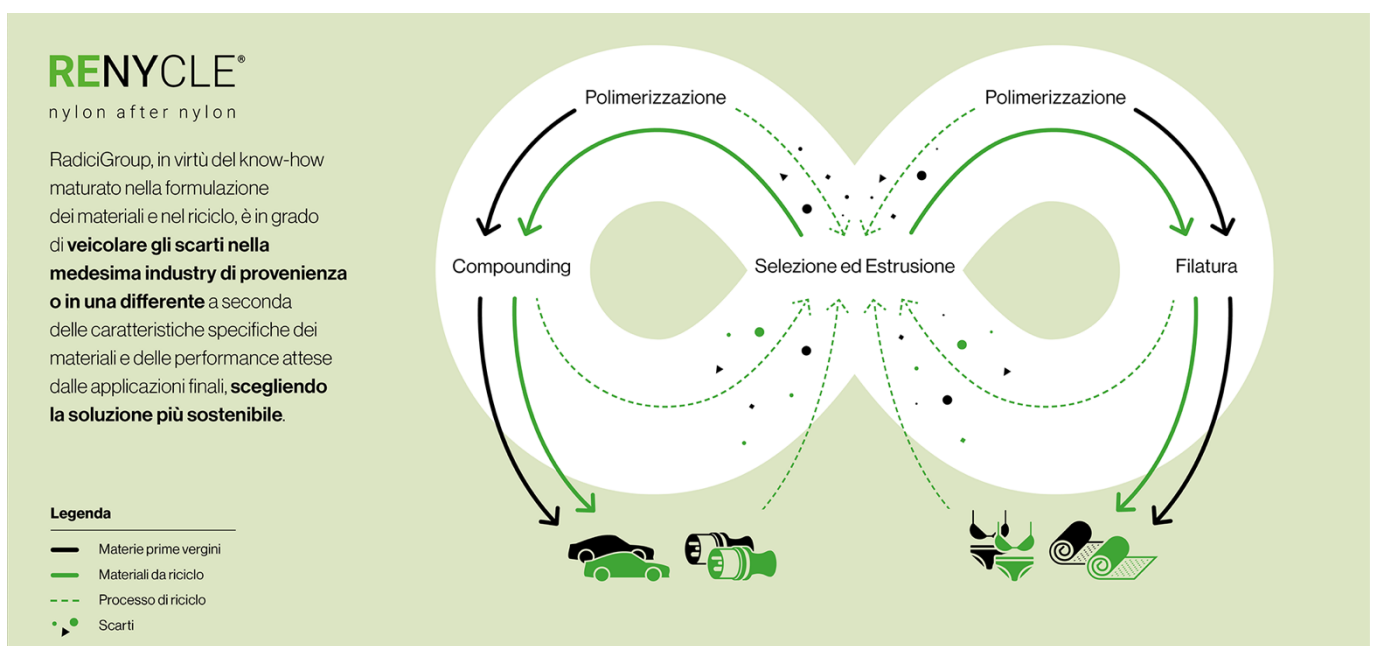 RENYCLE®
nylon after nylon
RadiciGroup, in virtù del know-how
maturato nella formulazione
dei materiali e nel riciclo, è in grado
di veicolare gli scarti nella
medesima industry di provenienza
o in una differente a seconda
delle caratteristiche specifiche dei
materiali e delle performance attese
dalle applicazioni finali, scegliendo
la soluzione più sostenibile.
Legenda
Materie prime vergini
Materiali da riciclo
Processo di riciclo
Scarti
Polimerizzazione
Polimerizzazione
Compounding
Selezione ed Estrusione
Filatura